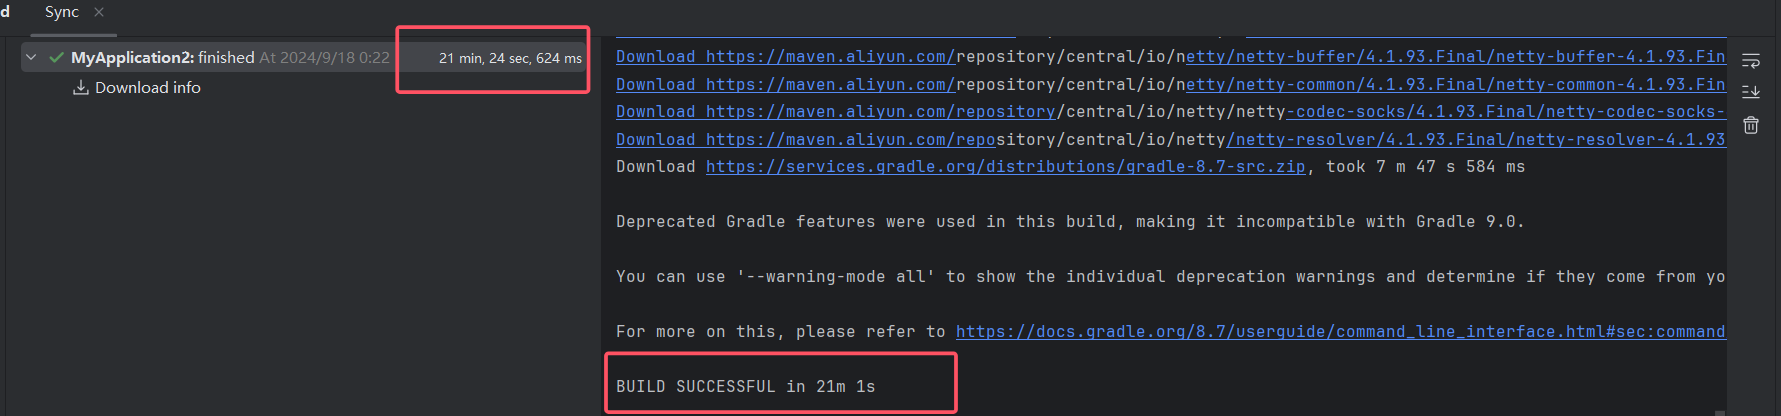 d
Sync
MyApplication2: finished At 2024/9/18 0:22 21 min, 24 sec, 624 ms
Download info
Download https://maven.aliyun.com/repository/central/io/netty/netty-buffer/4.1.93.Final/netty-buffer-4.1.93.Fin
Download https://maven.aliyun.com/repository/central/io/netty/netty-common/4.1.93.Final/netty-common-4.1.93.Fin
Download https://maven.aliyun.com/repository/central/io/netty/netty-codec-socks/4.1.93.Final/netty-codec-socks-
Download https://maven.aliyun.com/repository/central/io/netty/netty-resolver/4.1.93.Final/netty-resolver-4.1.93
Download https://services.gradle.org/distributions/gradle-8.7-src.zip, took 7 m 47 s 584 ms
Deprecated Gradle features were used in this build, making it incompatible with Gradle 9.0.
You can use '--warning-mode all' to show the individual deprecation warnings and determine if they come from yo
For more on this, please refer to https://docs.gradle.org/8.7/userguide/command_line_interface.html#sec:command
BUILD SUCCESSFUL in 21m 1s